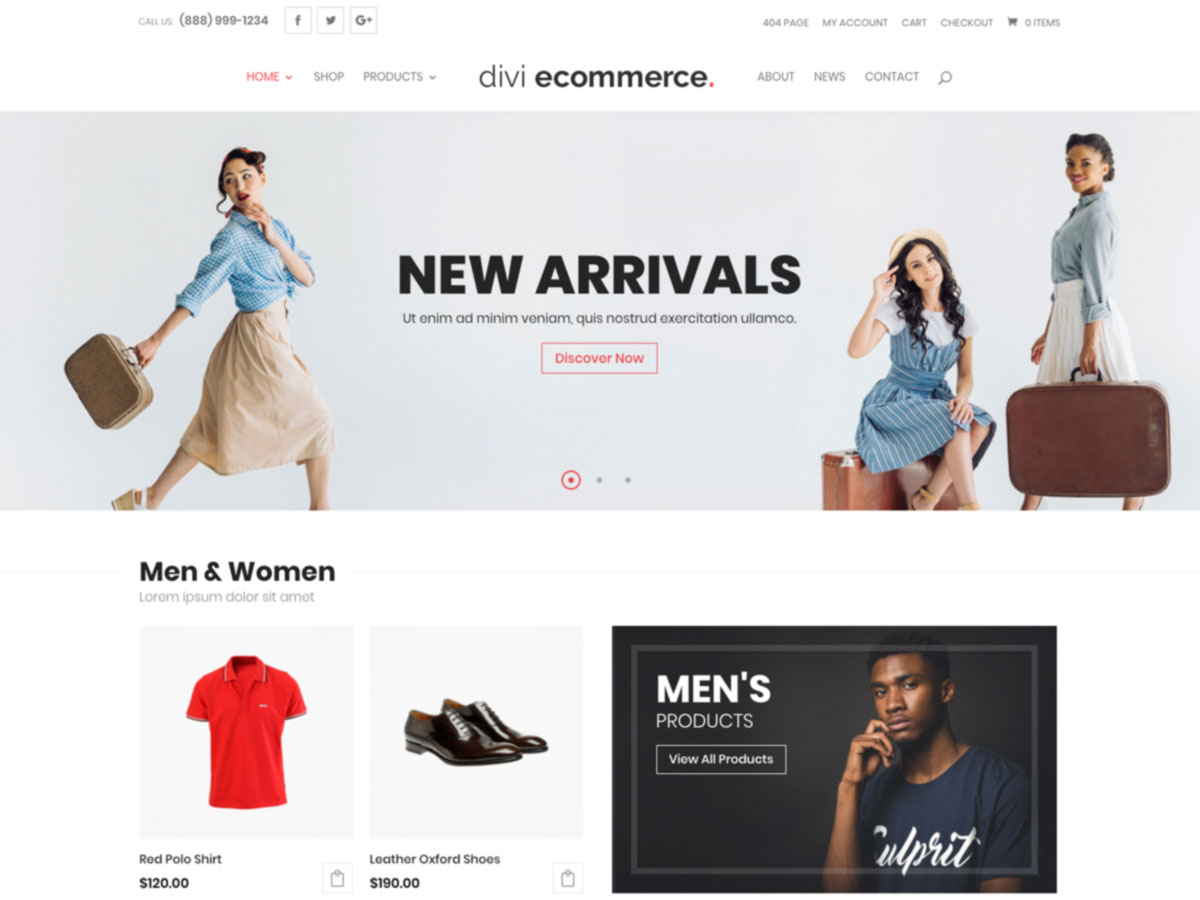 CALL US: (888) 999-1234
404 PAGE MY ACCOUNT CART CHECKOUT 0 ITEMS
HOME SHOP PRODUCTS divi ecommerce. ABOUT NEWS CONTACT
NEW ARRIVALS
Ut enim ad minim veniam, quis nostrud exercitation ullamco.
Discover Now
Men & Women
Lorem ipsum dolor sit amet
MEN'S
PRODUCTS
View All Products
Culprit
Red Polo Shirt
$120.00
Leather Oxford Shoes
$190.00